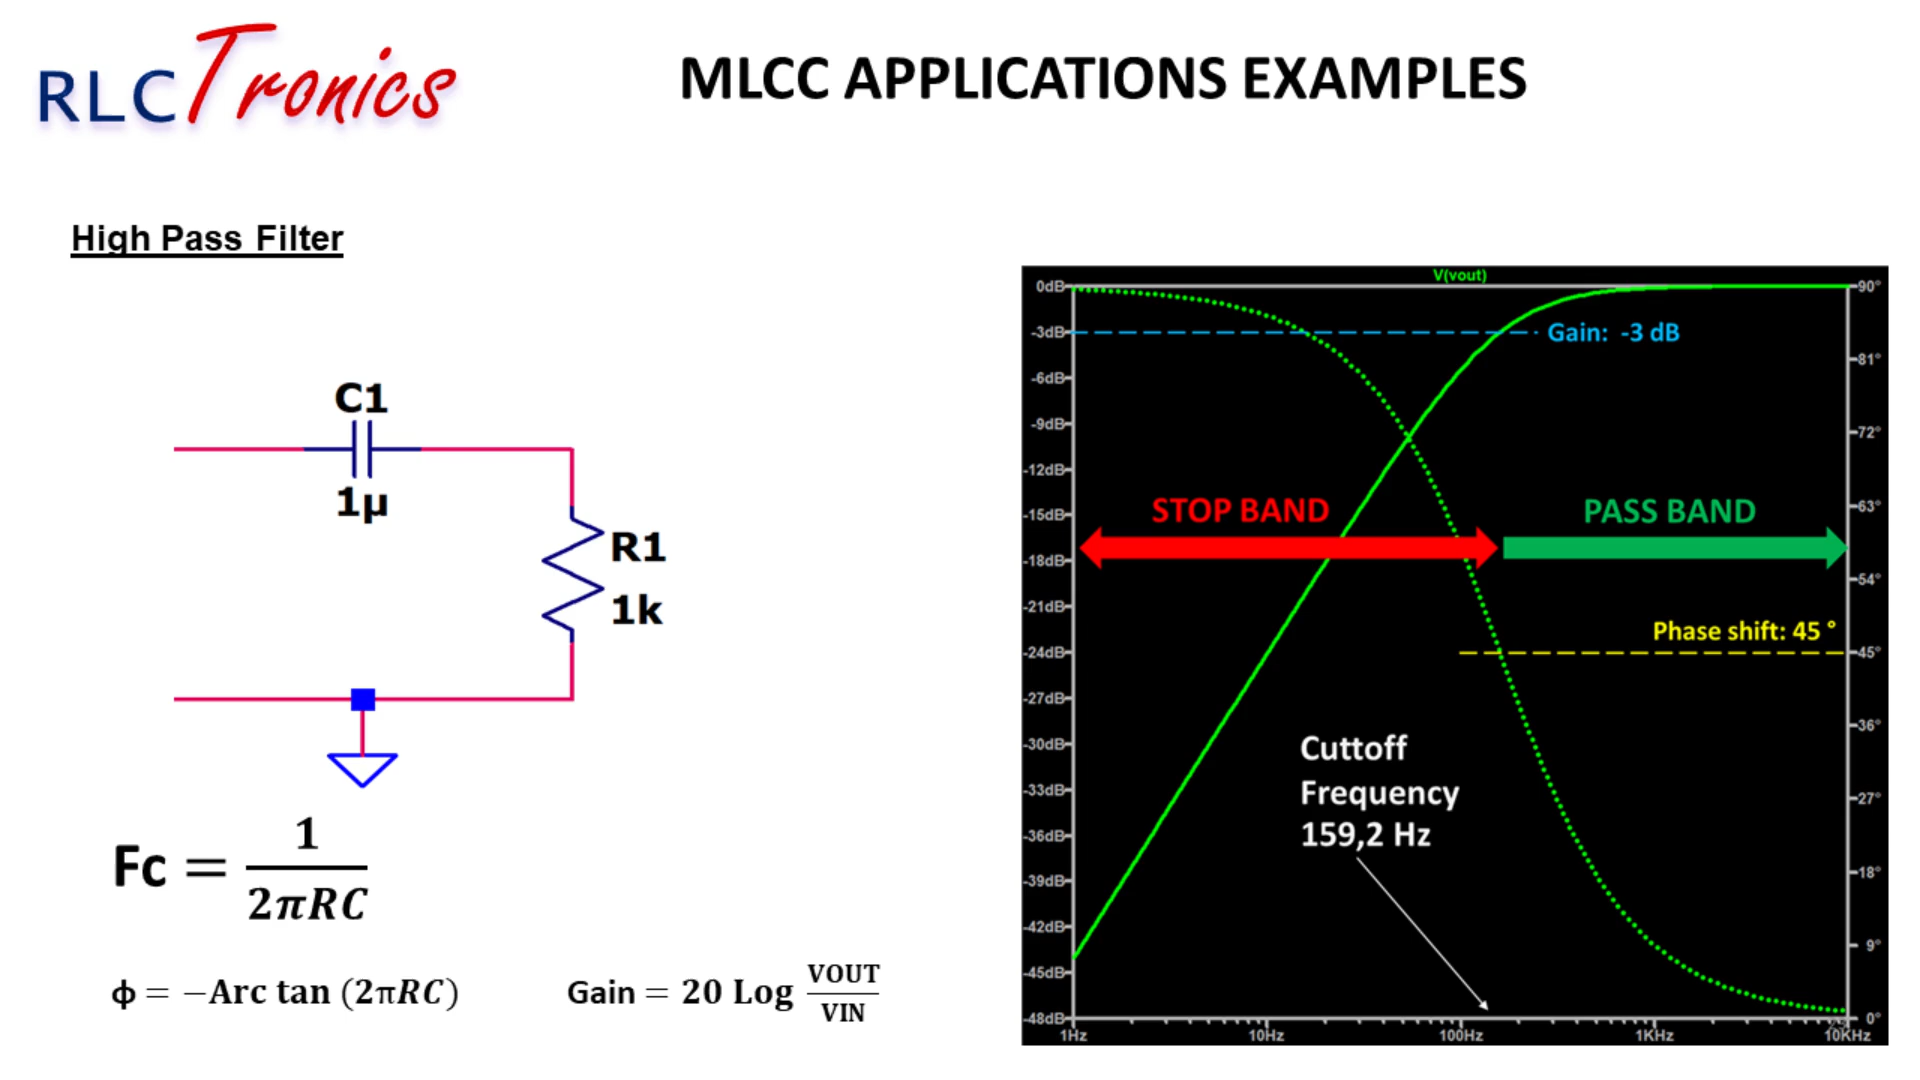 RLCTronics
MLCC APPLICATIONS EXAMPLES
High Pass Filter
C1
1µ
R1
1k
Fc = 1 / 2πRC
ϕ = −Arc tan (2πRC)
Gain = 20 Log VOUT / VIN
V(vout)
0dB
-3dB
-6dB
-9dB
-12dB
-15dB
-18dB
-21dB
-24dB
-27dB
-30dB
-33dB
-36dB
-39dB
-42dB
-45dB
-48dB
Gain: -3 dB
STOP BAND
PASS BAND
Phase shift: 45 °
Cuttoff
Frequency
159,2 Hz
90°
81°
72°
63°
54°
45°
36°
27°
18°
9°
0°
1Hz
10Hz
100Hz
1KHz
10KHz